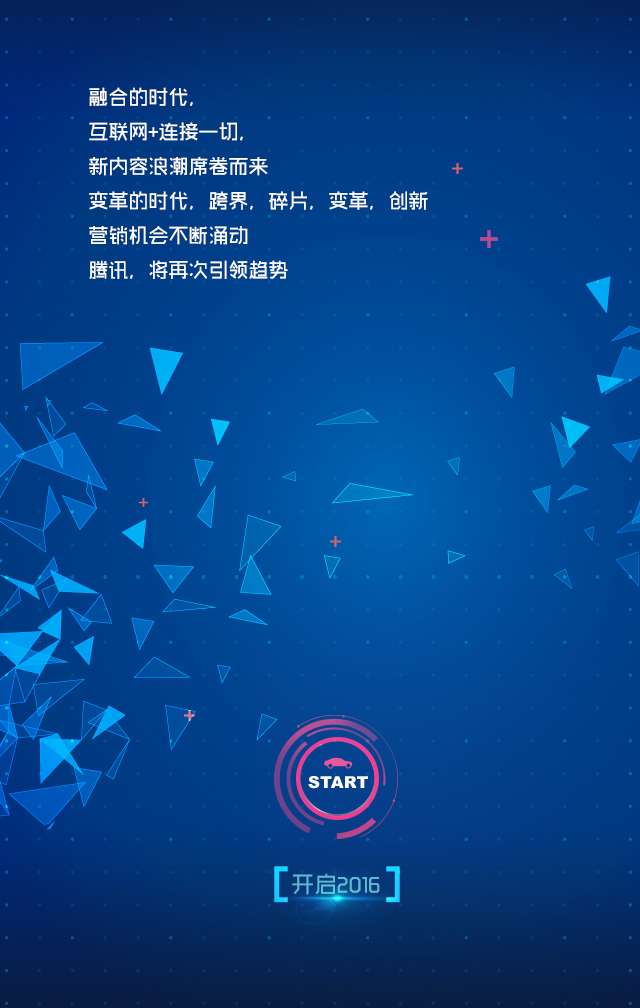 融合的时代,
互联网+连接一切,
新内容浪潮席卷而来
变革的时代, 跨界, 碎片, 变革, 创新
营销机会不断涌动
腾讯, 将再次引领趋势
START
开启2016